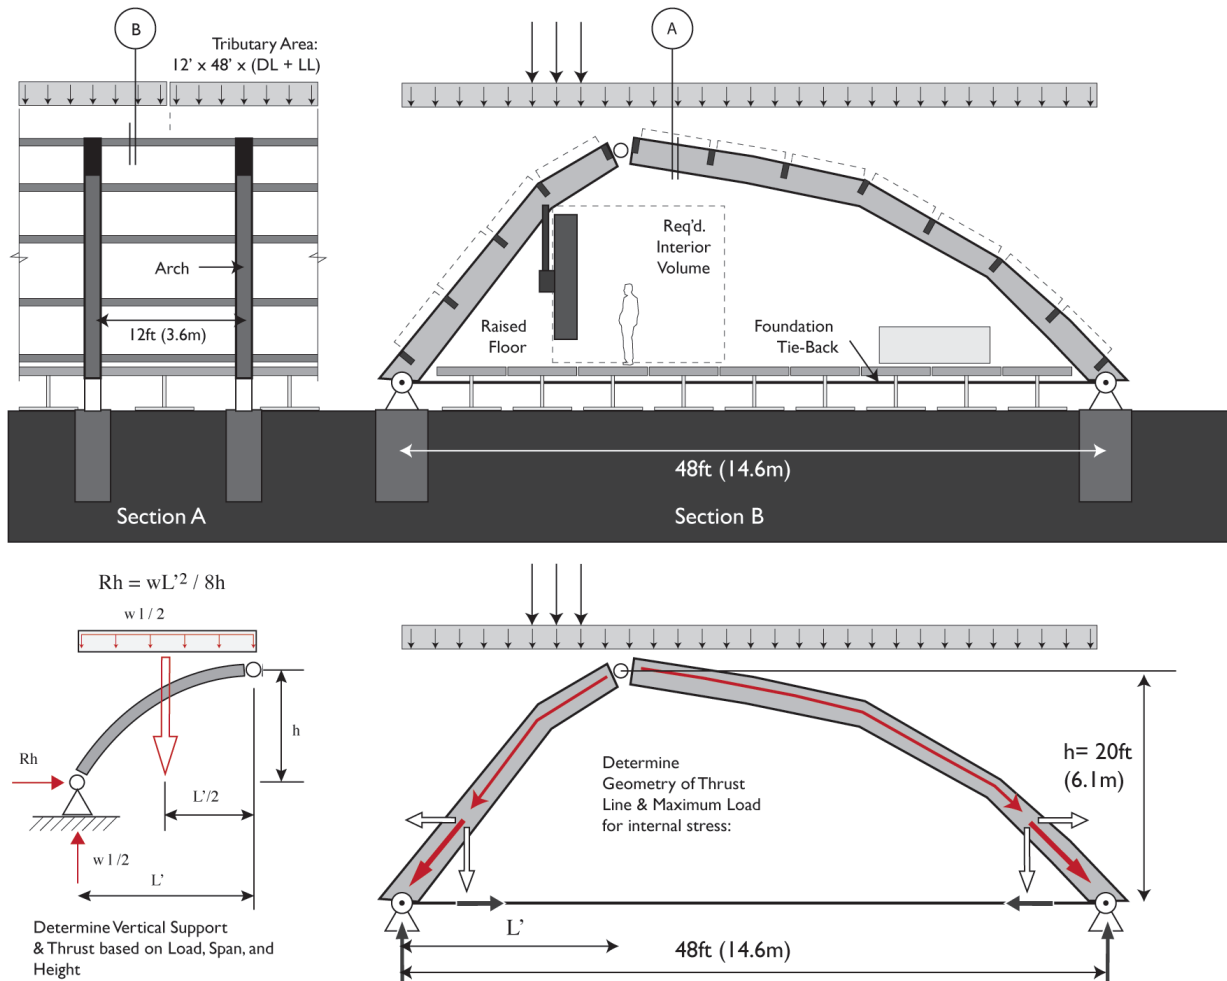 B
Tributary Area:
12’ x 48’ x (DL + LL)
A
Arch
12ft (3.6m)
Req’d.
Interior
Volume
Raised
Floor
Foundation
Tie-Back
48ft (14.6m)
Section A
Section B
Rh = wL’² / 8h
w l / 2
h
Rh
L’/2
w l/2
L’
Determine Vertical Support
& Thrust based on Load, Span, and
Height
Determine
Geometry of Thrust
Line & Maximum Load
for internal stress:
h= 20ft
(6.1m)
L’
48ft (14.6m)